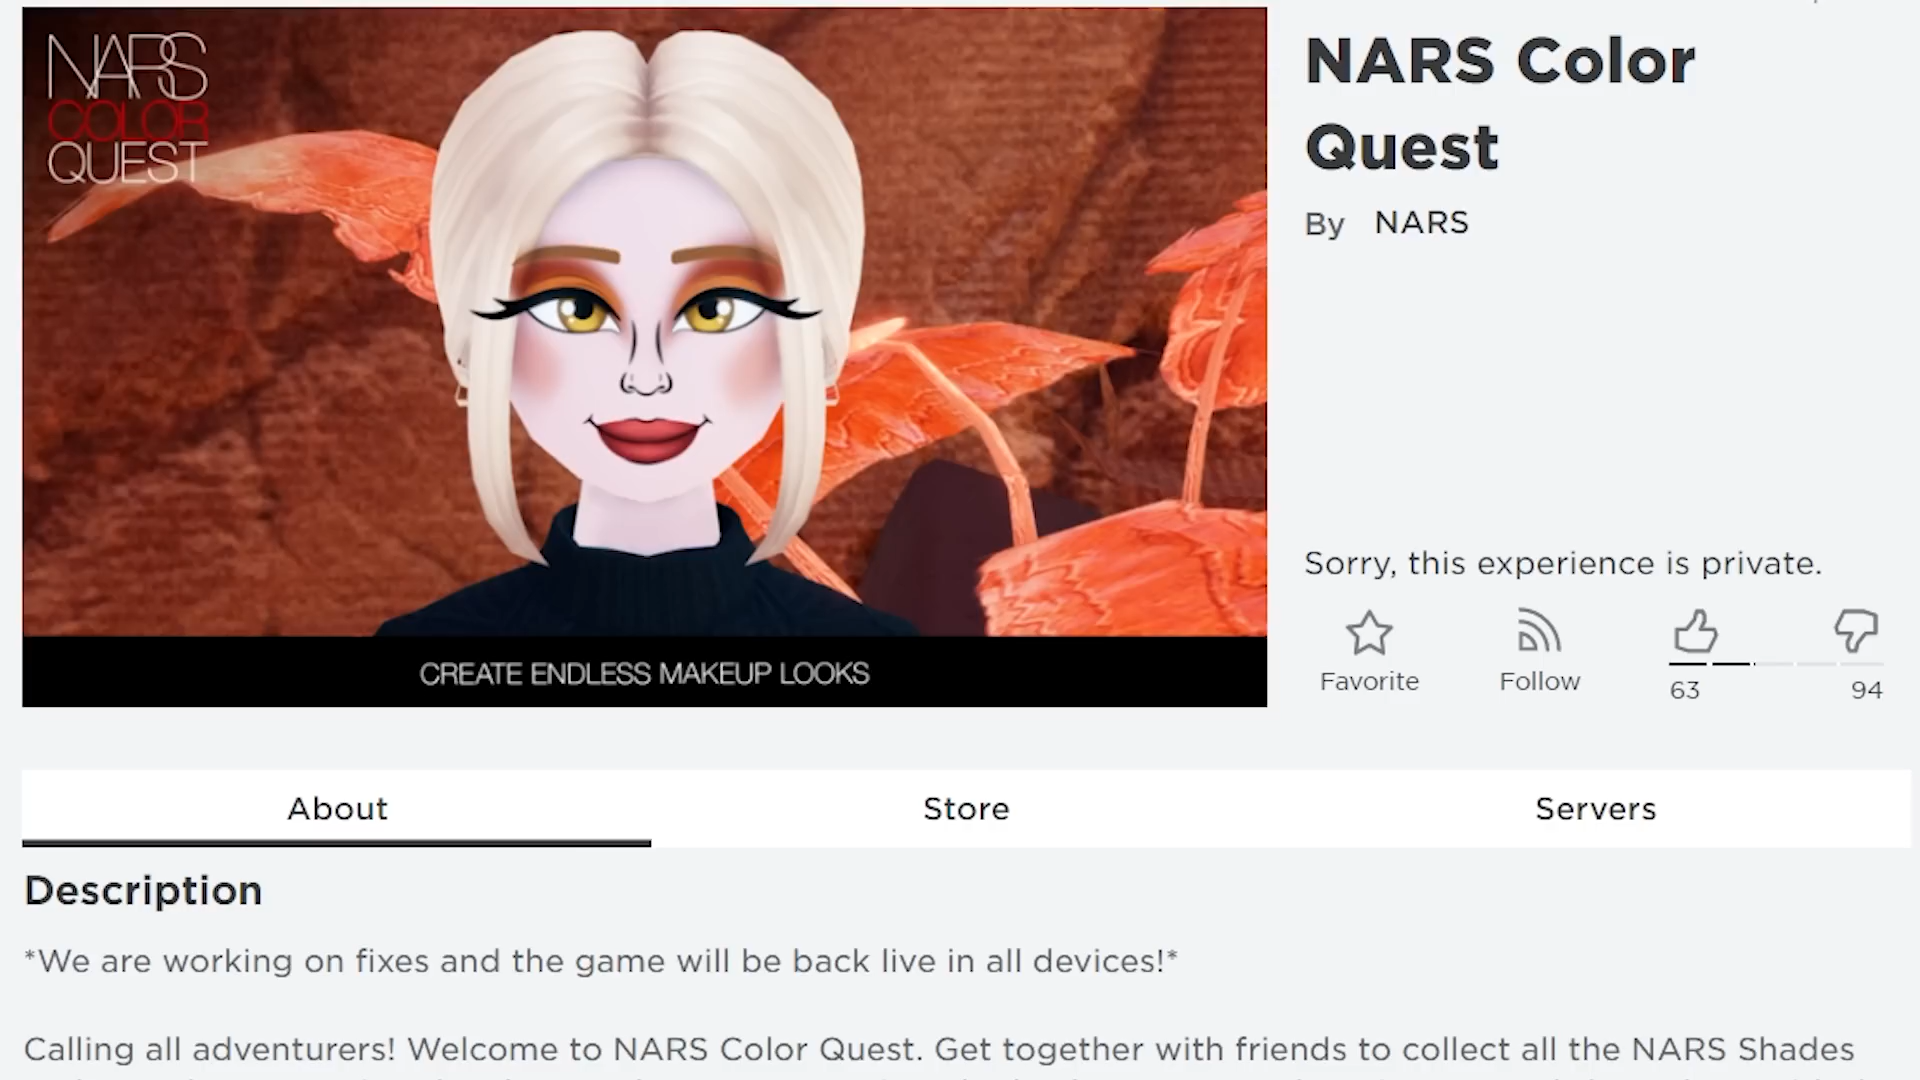 NARS
COLOR
QUEST
CREATE ENDLESS MAKEUP LOOKS
NARS Color
Quest
By NARS
Sorry, this experience is private.
Favorite
Follow
63
94
About
Store
Servers
Description
*We are working on fixes and the game will be back live in all devices!*
Calling all adventurers! Welcome to NARS Color Quest. Get together with friends to collect all the NARS Shades